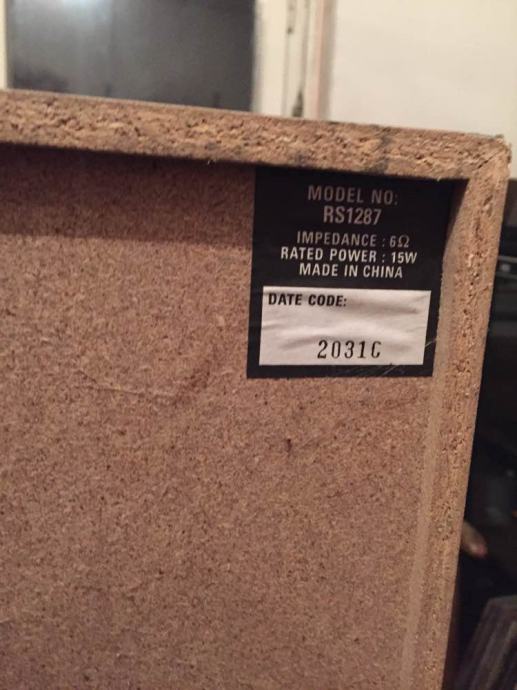 MODEL NO:
RS1287
IMPEDANCE : 6Ω
RATED POWER : 15W
MADE IN CHINA
DATE CODE:
2031C